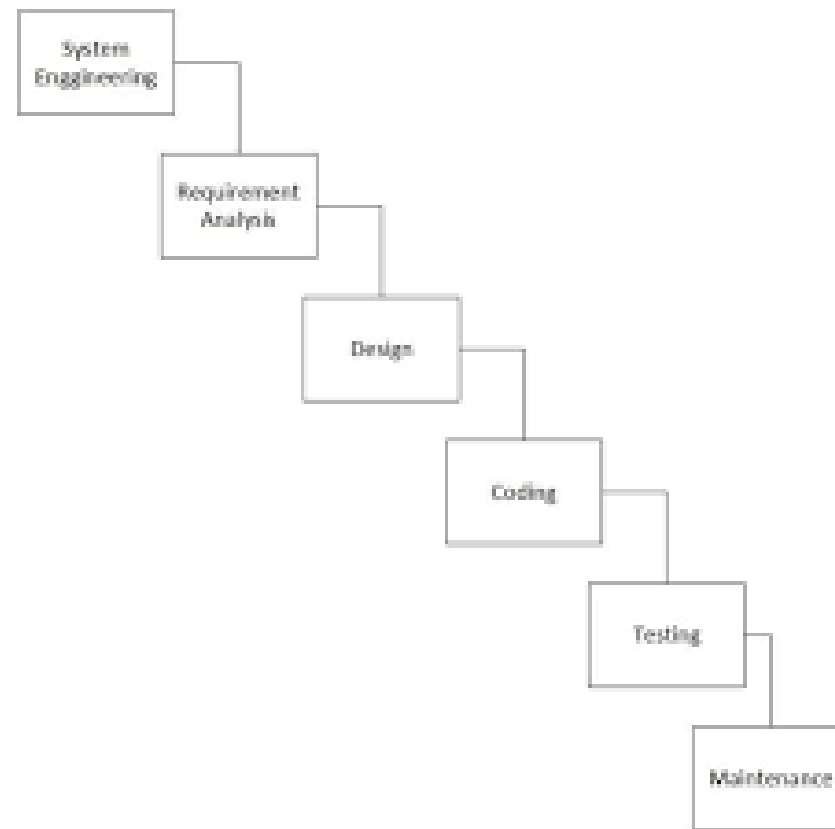 System
Enggineering
Requirement
Analysis
Design
Coding
Testing
Maintenance